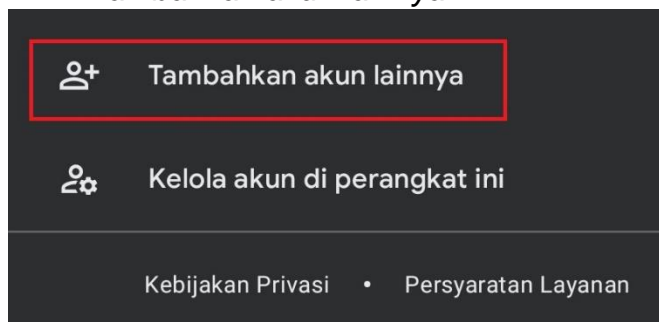 Tambahkan akun lainnya
Kelola akun di perangkat ini
Kebijakan Privasi • Persyaratan Layanan